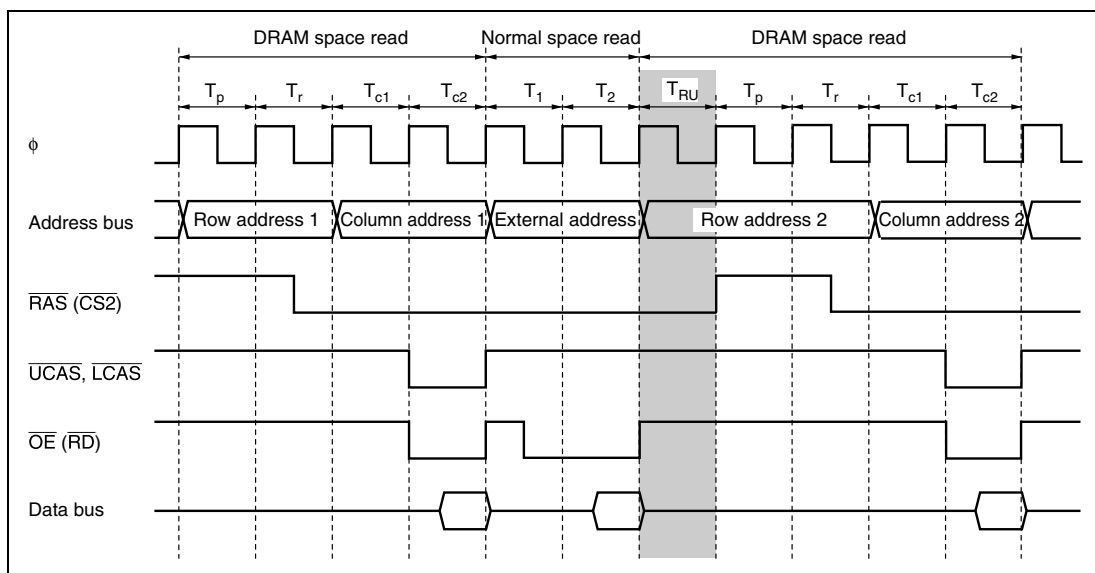 DRAM space read Normal space read DRAM space read
Tp Tr Tc1 Tc2 T1 T2 TRU Tp Tr Tc1 Tc2
ϕ
Address bus Row address 1 Column address 1 External address Row address 2 Column address 2
RAS (CS2)
UCAS, LCAS
OE (RD)
Data bus